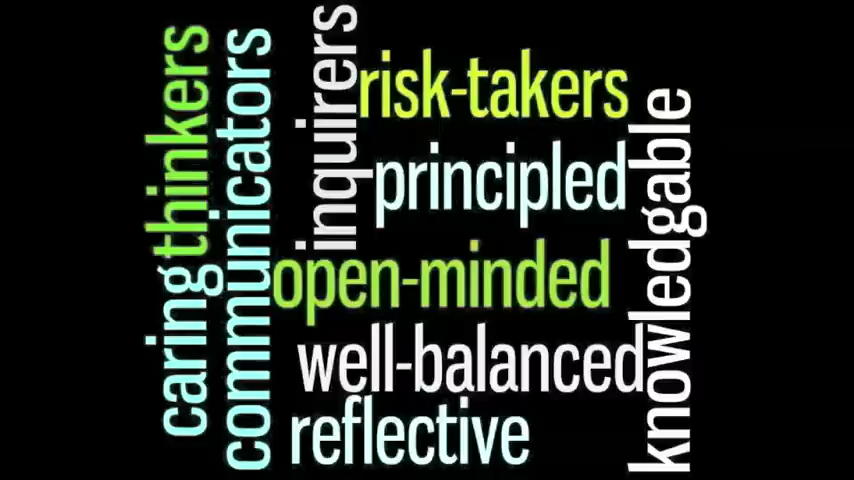 thinkers
caring
communicators
inquirers
risk-takers
principled
open-minded
well-balanced
reflective
knowledgable